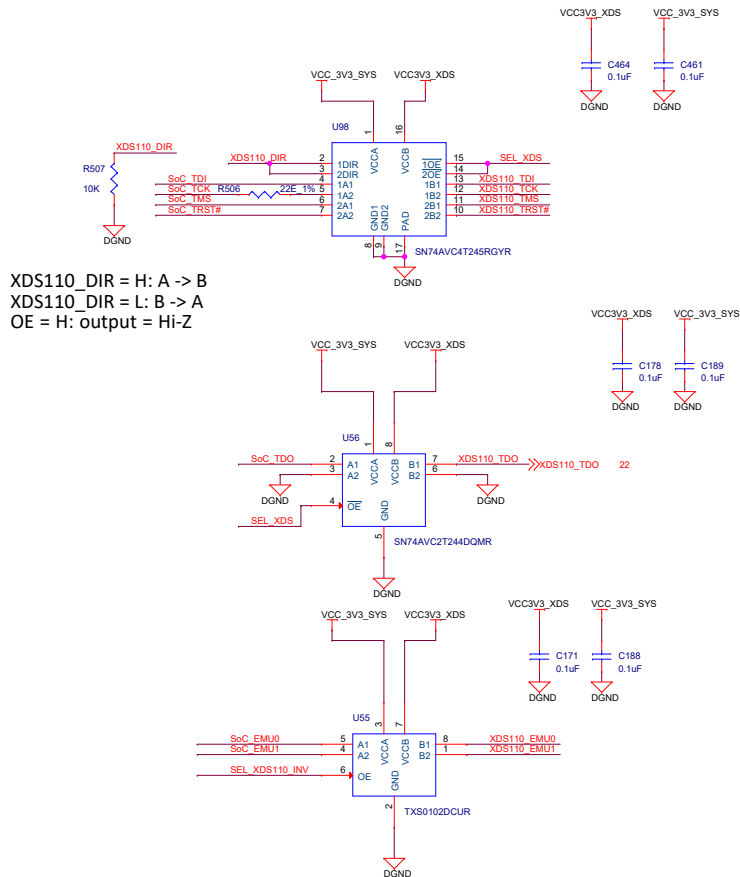 VCC3V3_XDS VCC_3V3_SYS
C464 C461
0.1uF 0.1uF
DGND DGND
VCC_3V3_SYS VCC3V3_XDS
U98
1 16
VCCA VCCB
XDS110_DIR
R507
10K
DGND
XDS110_DIR 2 1DIR 1OE 15 SEL_XDS
3 2DIR 2OE 14
SoC_TDI 4 1A1 1B1 13 XDS110_TDI
SoC_TCK R506 22E_1% 5 1A2 1B2 12 XDS110_TCK
SoC_TMS 6 2A1 2B1 11 XDS110_TMS
SoC_TRST# 7 2A2 2B2 10 XDS110_TRST#
GND1 GND2 PAD
8 9 17
SN74AVC4T245RGYR
DGND
XDS110_DIR = H: A -> B
XDS110_DIR = L: B -> A
OE = H: output = Hi-Z
VCC3V3_XDS VCC_3V3_SYS
C178 C189
0.1uF 0.1uF
DGND DGND
VCC_3V3_SYS VCC3V3_XDS
U56
1 8
VCCA VCCB
SoC_TDO 2 A1 B1 7 XDS110_TDO XDS110_TDO 22
3 A2 B2 6
DGND DGND
SEL_XDS 4 OE
GND
5
SN74AVC2T244DQMR
DGND
VCC3V3_XDS VCC_3V3_SYS
C171 C188
0.1uF 0.1uF
DGND DGND
VCC_3V3_SYS VCC3V3_XDS
U55
3 7
VCCA VCCB
SoC_EMU0 5 A1 B1 8 XDS110_EMU0
SoC_EMU1 4 A2 B2 1 XDS110_EMU1
SEL_XDS110_INV 6 OE
GND
2
TXS0102DCUR
DGND